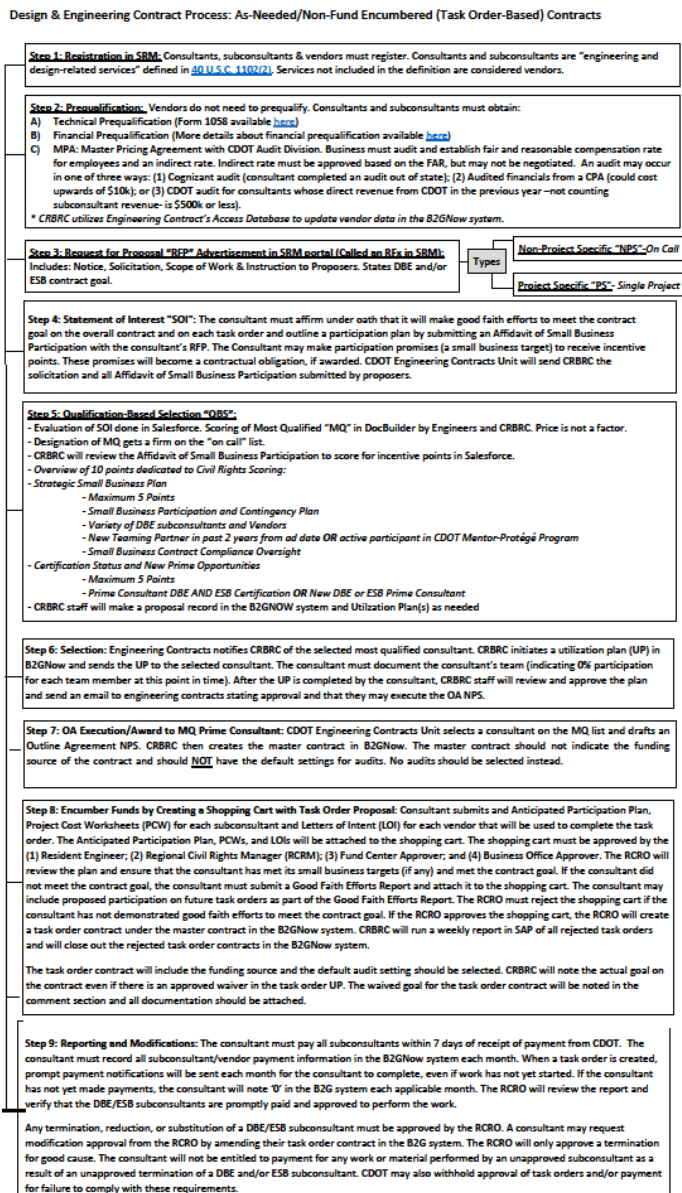 Design & Engineering Contract Process: As-Needed/Non-Fund Encumbered (Task Order-Based) Contracts
Step 1: Registration in SRM: Consultants, subconsultants & vendors must register. Consultants and subconsultants are "engineering and
design-related services" defined in 40 U.S.C. 1102(2). Services not included in the definition are considered vendors.
Step 2: Prequalification: Vendors do not need to prequalify. Consultants and subconsultants must obtain:
A) Technical Prequalification (Form 1058 available here)
B) Financial Prequalification (More details about financial prequalification available here)
C) MPA: Master Pricing Agreement with CDOT Audit Division. Business must audit and establish fair and reasonable compensation rate
for employees and an indirect rate. Indirect rate must be approved based on the FAR, but may not be negotiated. An audit may occur
in one of three ways: (1) Cognizant audit (consultant completed an audit out of state); (2) Audited financials from a CPA (could cost
upwards of $10k); or (3) CDOT audit for consultants whose direct revenue from CDOT in the previous year –not counting
subconsultant revenue- is $500k or less).
* CRBRC utilizes Engineering Contract's Access Database to update vendor data in the B2GNow system.
Step 3: Request for Proposal "RFP" Advertisement in SRM portal (Called an RFx in SRM):
Includes: Notice, Solicitation, Scope of Work & Instruction to Proposers. States DBE and/or
ESB contract goal.
Types
Non-Project Specific "NPS"-On Call
Project Specific "PS"- Single Project
Step 4: Statement of Interest "SOI": The consultant must affirm under oath that it will make good faith efforts to meet the contract
goal on the overall contract and on each task order and outline a participation plan by submitting an Affidavit of Small Business
Participation with the consultant's RFP. The Consultant may make participation promises (a small business target) to receive incentive
points. These promises will become a contractual obligation, if awarded. CDOT Engineering Contracts Unit will send CRBRC the
solicitation and all Affidavit of Small Business Participation submitted by proposers.
Step 5: Qualification-Based Selection "QBS":
- Evaluation of SOI done in Salesforce. Scoring of Most Qualified "MQ" in DocBuilder by Engineers and CRBRC. Price is not a factor.
- Designation of MQ gets a firm on the "on call" list.
- CRBRC will review the Affidavit of Small Business Participation to score for incentive points in Salesforce.
- Overview of 10 points dedicated to Civil Rights Scoring:
- Strategic Small Business Plan
- Maximum 5 Points
- Small Business Participation and Contingency Plan
- Variety of DBE subconsultants and Vendors
- New Teaming Partner in past 2 years from ad date OR active participant in CDOT Mentor-Protégé Program
- Small Business Contract Compliance Oversight
- Certification Status and New Prime Opportunities
- Maximum 5 Points
- Prime Consultant DBE AND ESB Certification OR New DBE or ESB Prime Consultant
- CRBRC staff will make a proposal record in the B2GNOW system and Utilzation Plan(s) as needed
Step 6: Selection: Engineering Contracts notifies CRBRC of the selected most qualified consultant. CRBRC initiates a utilization plan (UP) in
B2GNow and sends the UP to the selected consultant. The consultant must document the consultant's team (indicating 0% participation
for each team member at this point in time). After the UP is completed by the consultant, CRBRC staff will review and approve the plan
and send an email to engineering contracts stating approval and that they may execute the OA NPS.
Step 7: OA Execution/Award to MQ Prime Consultant: CDOT Engineering Contracts Unit selects a consultant on the MQ list and drafts an
Outline Agreement NPS. CRBRC then creates the master contract in B2GNow. The master contract should not indicate the funding
source of the contract and should NOT have the default settings for audits. No audits should be selected instead.
Step 8: Encumber Funds by Creating a Shopping Cart with Task Order Proposal: Consultant submits and Anticipated Participation Plan,
Project Cost Worksheets (PCW) for each subconsultant and Letters of Intent (LOI) for each vendor that will be used to complete the task
order. The Anticipated Participation Plan, PCWs, and LOIs will be attached to the shopping cart. The shopping cart must be approved by the
(1) Resident Engineer; (2) Regional Civil Rights Manager (RCRM); (3) Fund Center Approver; and (4) Business Office Approver. The RCRO will
review the plan and ensure that the consultant has met its small business targets (if any) and met the contract goal. If the consultant did
not meet the contract goal, the consultant must submit a Good Faith Efforts Report and attach it to the shopping cart. The consultant may
include proposed participation on future task orders as part of the Good Faith Efforts Report. The RCRO must reject the shopping cart if the
consultant has not demonstrated good faith efforts to meet the contract goal. If the RCRO approves the shopping cart, the RCRO will create
a task order contract under the master contract in the B2GNow system. CRBRC will run a weekly report in SAP of all rejected task orders
and will close out the rejected task order contracts in the B2GNow system.
The task order contract will include the funding source and the default audit setting should be selected. CRBRC will note the actual goal on
the contract even if there is an approved waiver in the task order UP. The waived goal for the task order contract will be noted in the
comment section and all documentation should be attached.
Step 9: Reporting and Modifications: The consultant must pay all subconsultants within 7 days of receipt of payment from CDOT. The
consultant must record all subconsultant/vendor payment information in the B2GNow system each month. When a task order is created,
prompt payment notifications will be sent each month for the consultant to complete, even if work has not yet started. If the consultant
has not yet made payments, the consultant will note '0' in the B2G system each applicable month. The RCRO will review the report and
verify that the DBE/ESB subconsultants are promptly paid and approved to perform the work.
Any termination, reduction, or substitution of a DBE/ESB subconsultant must be approved by the RCRO. A consultant may request
modification approval from the RCRO by amending their task order contract in the B2G system. The RCRO will only approve a termination
for good cause. The consultant will not be entitled to payment for any work or material performed by an unapproved subconsultant as a
result of an unapproved termination of a DBE and/or ESB subconsultant. CDOT may also withhold approval of task orders and/or payment
for failure to comply with these requirements.